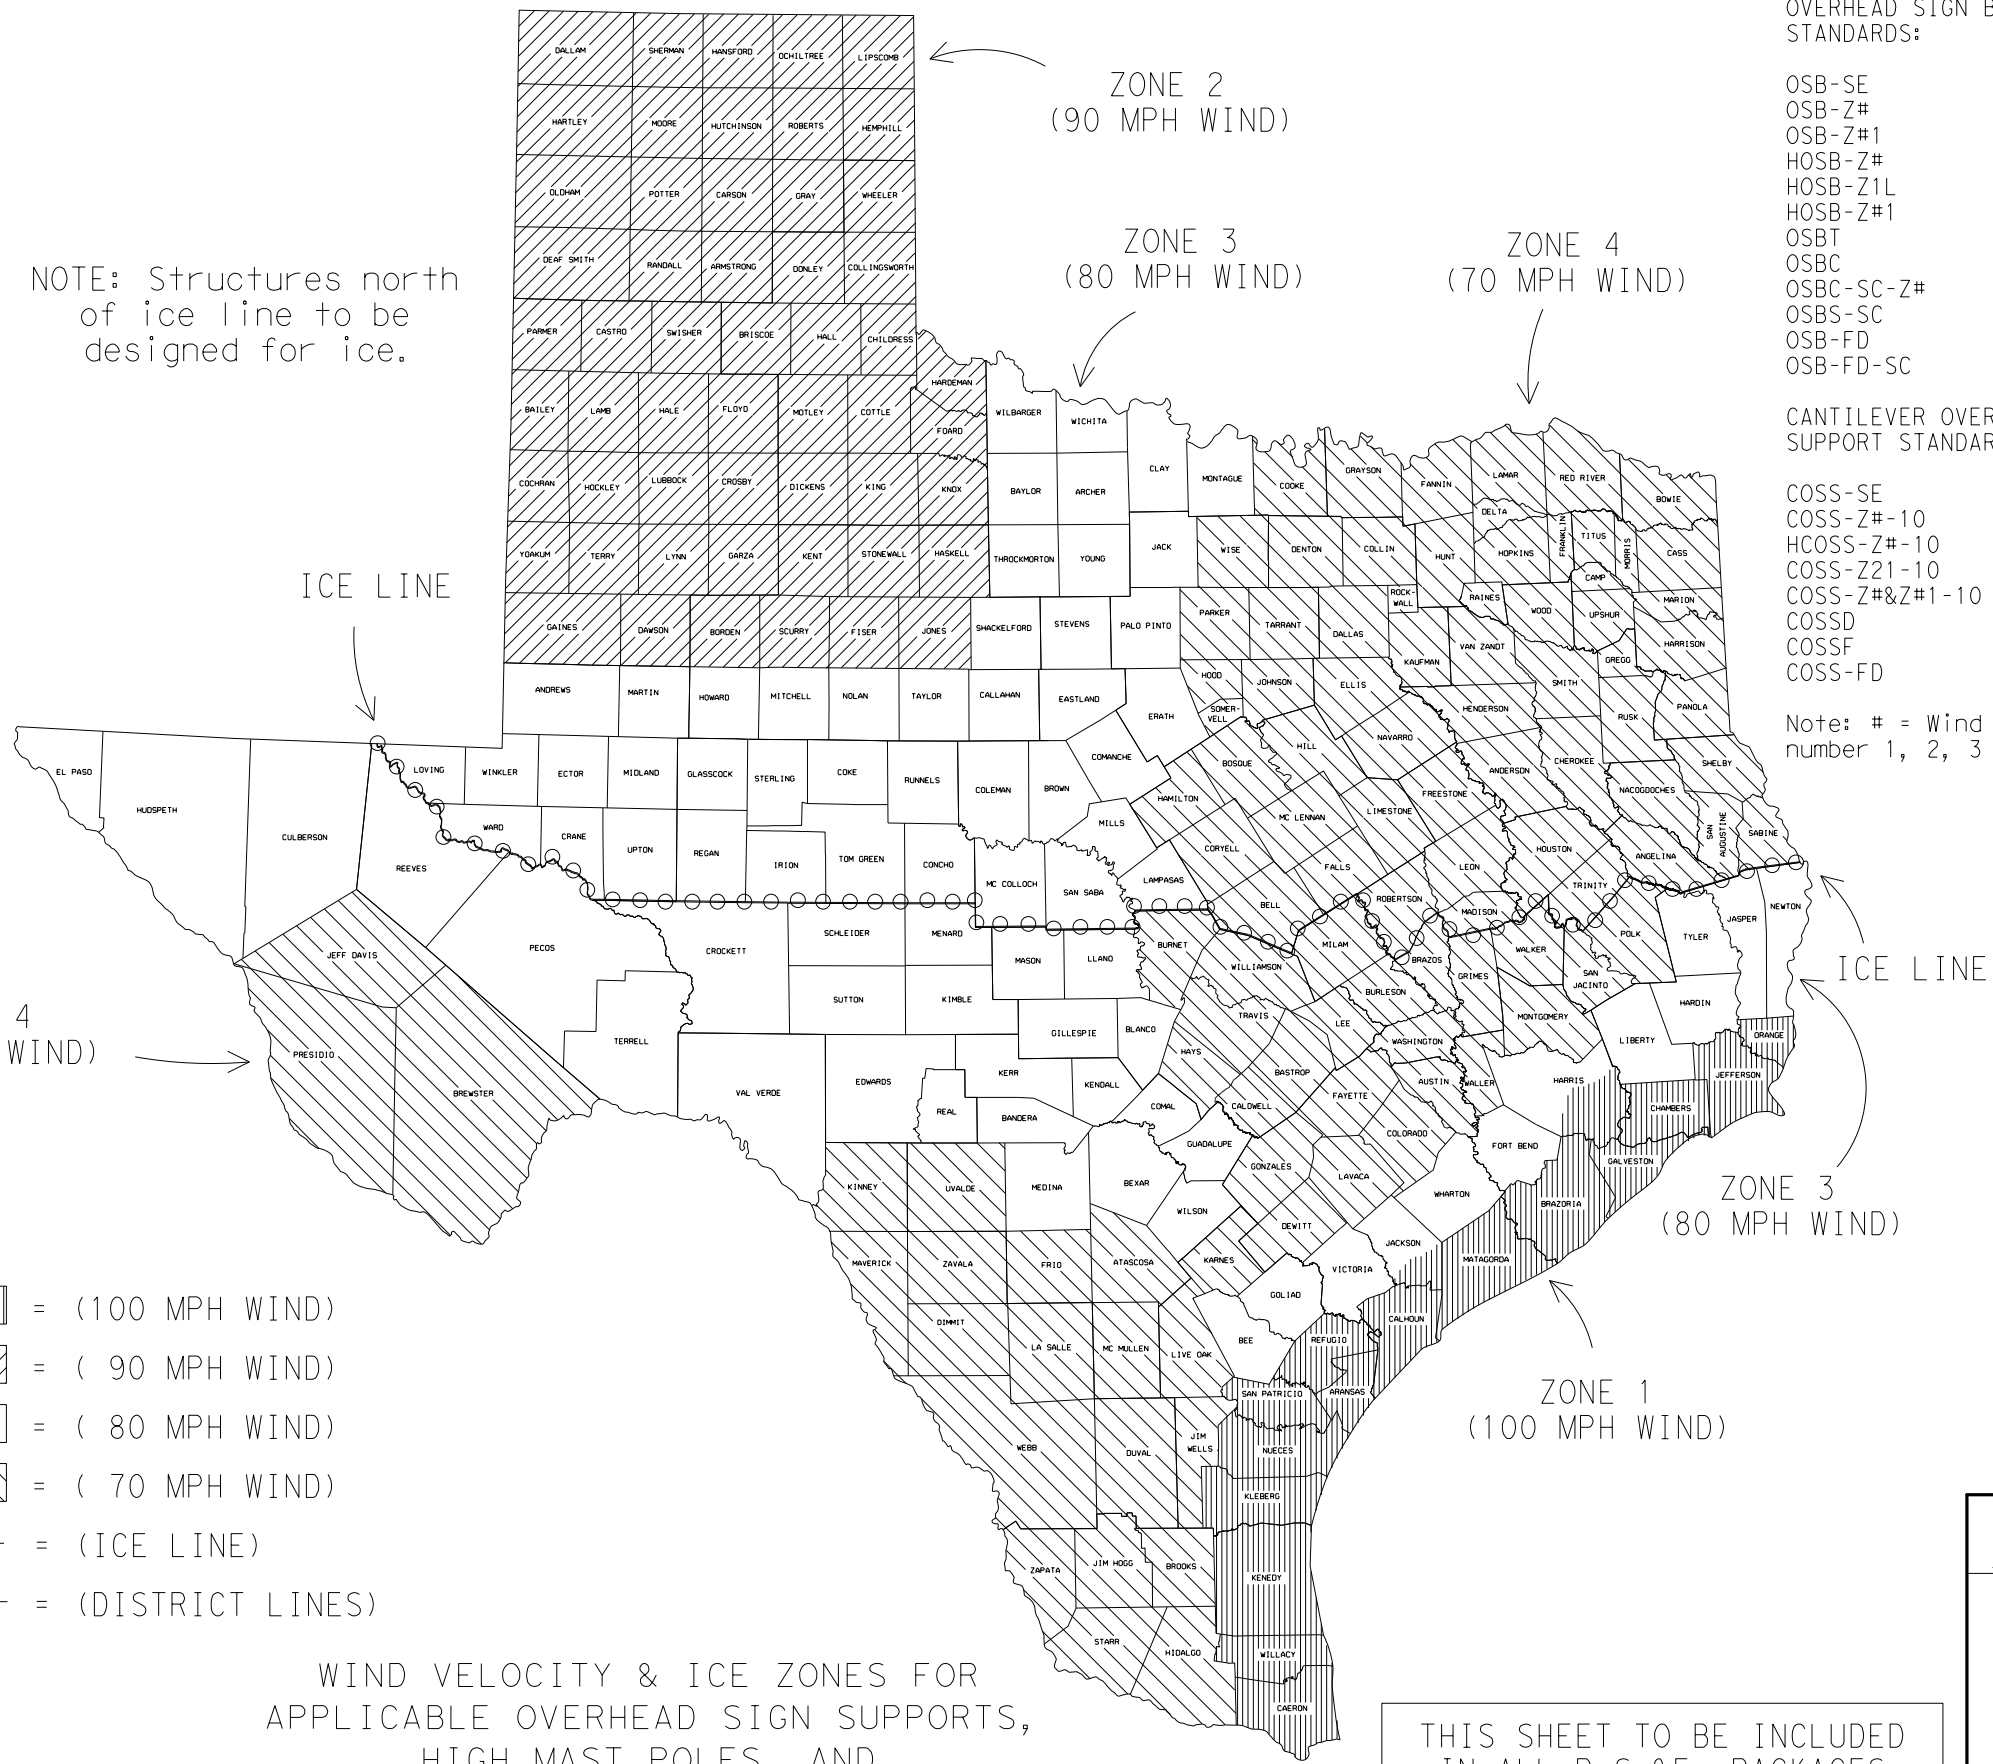 OVERHEAD SIGN B
STANDARDS:
OSB-SE
OSB-Z#
OSB-Z#1
HOSB-Z#
HOSB-Z1L
HOSB-Z#1
OSBT
OSBC
OSBC-SC-Z#
OSBS-SC
OSB-FD
OSB-FD-SC
CANTILEVER OVER
SUPPORT STANDAR
COSS-SE
COSS-Z#-10
HCOSS-Z#-10
COSS-Z21-10
COSS-Z#&Z#1-10
COSSD
COSSF
COSS-FD
Note: # = Wind
number 1, 2, 3
ZONE 2
(90 MPH WIND)
ZONE 3
(80 MPH WIND)
ZONE 4
(70 MPH WIND)
NOTE: Structures north
of ice line to be
designed for ice.
ICE LINE
DALLAM SHERMAN HANSFORD OCHILTREE LIPSCOMB
HARTLEY MOORE HUTCHINSON ROBERTS HEMPHILL
OLDHAM POTTER CARSON GRAY WHEELER
DEAF SMITH RANDALL ARMSTRONG DONLEY COLLINGSWORTH
PARMER CASTRO SWISHER BRISCOE HALL CHILDRESS
HARDEMAN
BAILEY LAMB HALE FLOYD MOTLEY COTTLE
FOARD WILBARGER WICHITA
COCHRAN HOCKLEY LUBBOCK CROSBY DICKENS KING KNOX BAYLOR ARCHER CLAY MONTAGUE COOKE GRAYSON FANNIN LAMAR RED RIVER BOWIE
DELTA
YOAKUM TERRY LYNN GARZA KENT STONEWALL HASKELL THROCKMORTON YOUNG JACK WISE DENTON COLLIN HUNT HOPKINS FRANKLIN TITUS MORRIS CASS
CAMP
ROCK-
WALL
RAINES WOOD UPSHUR MARION
GAINES DAWSON BORDEN SCURRY FISER JONES SHACKELFORD STEVENS PALO PINTO PARKER TARRANT DALLAS KAUFMAN VAN ZANDT GREGG HARRISON
ANDREWS MARTIN HOWARD MITCHELL NOLAN TAYLOR CALLAHAN EASTLAND ERATH HOOD JOHNSON ELLIS HENDERSON SMITH RUSK PANOLA
SOMER-
VELL
EL PASO HUDSPETH CULBERSON REEVES LOVING WINKLER ECTOR MIDLAND GLASSCOCK STERLING COKE RUNNELS COLEMAN BROWN COMANCHE HAMILTON BOSQUE HILL NAVARRO ANDERSON CHEROKEE NACOGDOCHES SHELBY
WARD CRANE UPTON REGAN IRION TOM GREEN CONCHO MC COLLOCH SAN SABA MILLS LAMPASAS CORYELL MC LENNAN LIMESTONE FREESTONE
FALLS LEON HOUSTON ANGELINA SAN
AUGUSTINE
SABINE
BELL ROBERTSON MADISON TRINITY POLK TYLER JASPER NEWTON
JEFF DAVIS PECOS CROCKETT SCHLEIDER MENARD MASON LLANO BURNET WILLIAMSON MILAM BRAZOS GRIMES WALKER SAN
JACINTO
ICE LINE
PRESIDIO BREWSTER TERRELL SUTTON KIMBLE GILLESPIE BLANCO TRAVIS LEE BURLESON WASHINGTON MONTGOMERY LIBERTY HARDIN ORANGE
4
WIND)
VAL VERDE EDWARDS KERR KENDALL HAYS BASTROP AUSTIN WALLER HARRIS CHAMBERS JEFFERSON
REAL BANDERA COMAL CALDWELL FAYETTE COLORADO FORT BEND GALVESTON
GUADALUPE
KINNEY UVALDE MEDINA BEXAR WILSON GONZALES LAVACA WHARTON BRAZORIA
ZONE 3
(80 MPH WIND)
MAVERICK ZAVALA FRIO ATASCOSA KARNES DEWITT VICTORIA JACKSON MATAGORDA
DIMMIT LA SALLE MC MULLEN LIVE OAK BEE GOLIAD REFUGIO CALHOUN
SAN PATRICIO ARANSAS
ZONE 1
(100 MPH WIND)
WEBB DUVAL JIM
WELLS
NUECES
KLEBERG
ZAPATA JIM HOGG BROOKS KENEDY
STARR HIDALGO WILLACY
CAERON
= (100 MPH WIND)
= ( 90 MPH WIND)
= ( 80 MPH WIND)
= ( 70 MPH WIND)
= (ICE LINE)
= (DISTRICT LINES)
WIND VELOCITY & ICE ZONES FOR
APPLICABLE OVERHEAD SIGN SUPPORTS,
HIGH MAST POLES, AND
THIS SHEET TO BE INCLUDED